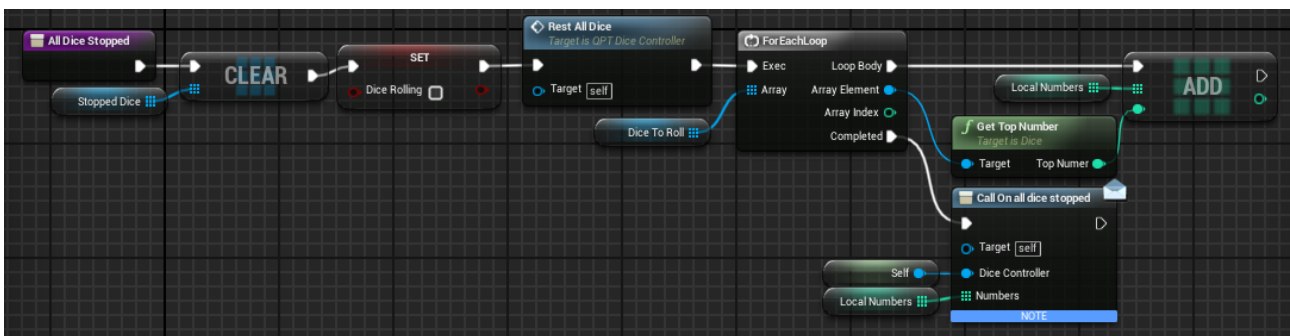 All Dice Stopped
Stopped Dice
CLEAR
SET
Dice Rolling
Rest All Dice
Target is QPT Dice Controller
Target self
Dice To Roll
ForEachLoop
Exec Loop Body
Array Array Element
Array Index
Completed
Local Numbers
ADD
f Get Top Number
Target is Dice
Target Top Numer
Call On all dice stopped
Target self
Self
Dice Controller
Local Numbers
Numbers
NOTE